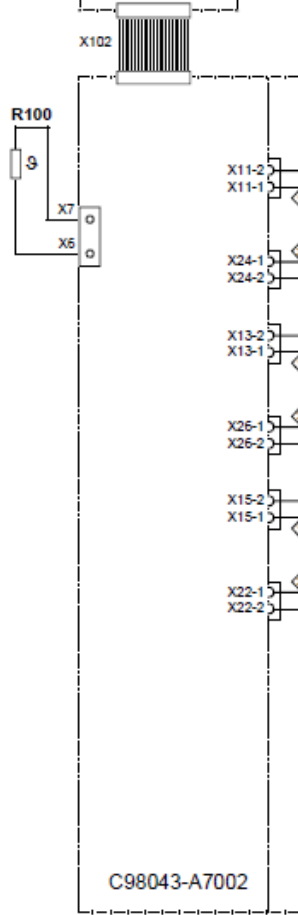 X102
R100
ϑ
X7
X6
X11-2
X11-1
X24-1
X24-2
X13-2
X13-1
X26-1
X26-2
X15-2
X15-1
X22-1
X22-2
C98043-A7002